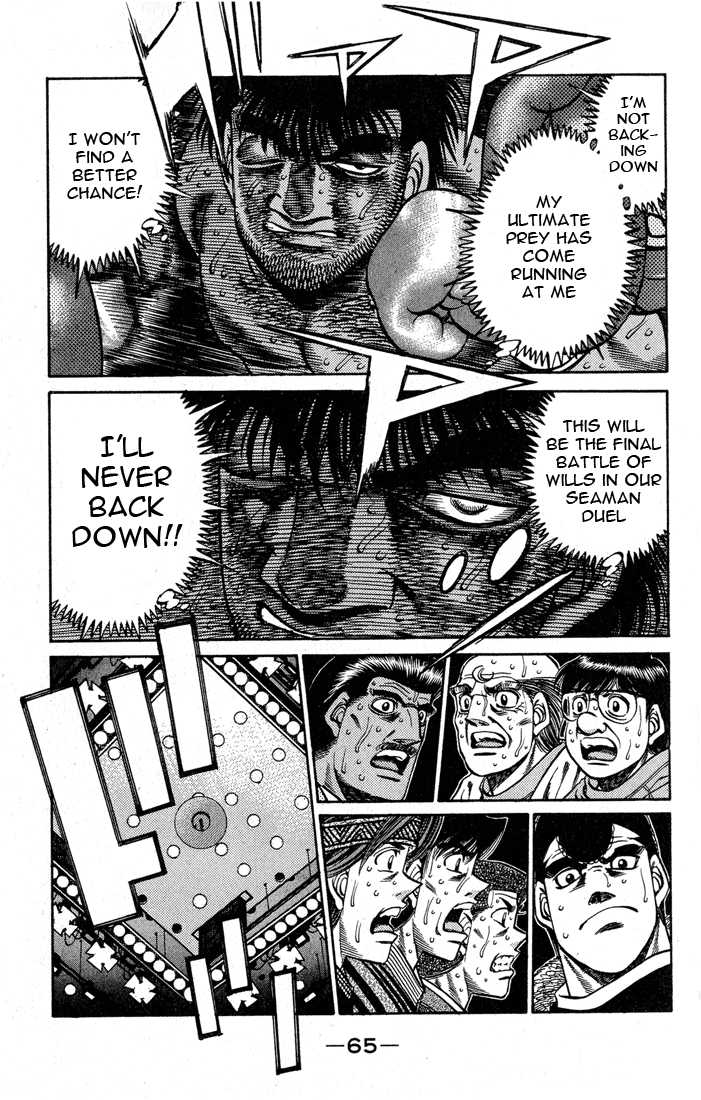 I'M
NOT
BACK-
ING
DOWN
MY
ULTIMATE
PREY HAS
COME
RUNNING
AT ME
I WON'T
FIND A
BETTER
CHANCE!
THIS WILL
BE THE FINAL
BATTLE OF
WILLS IN OUR
SEAMAN
DUEL
I'LL
NEVER
BACK
DOWN!!
—65—